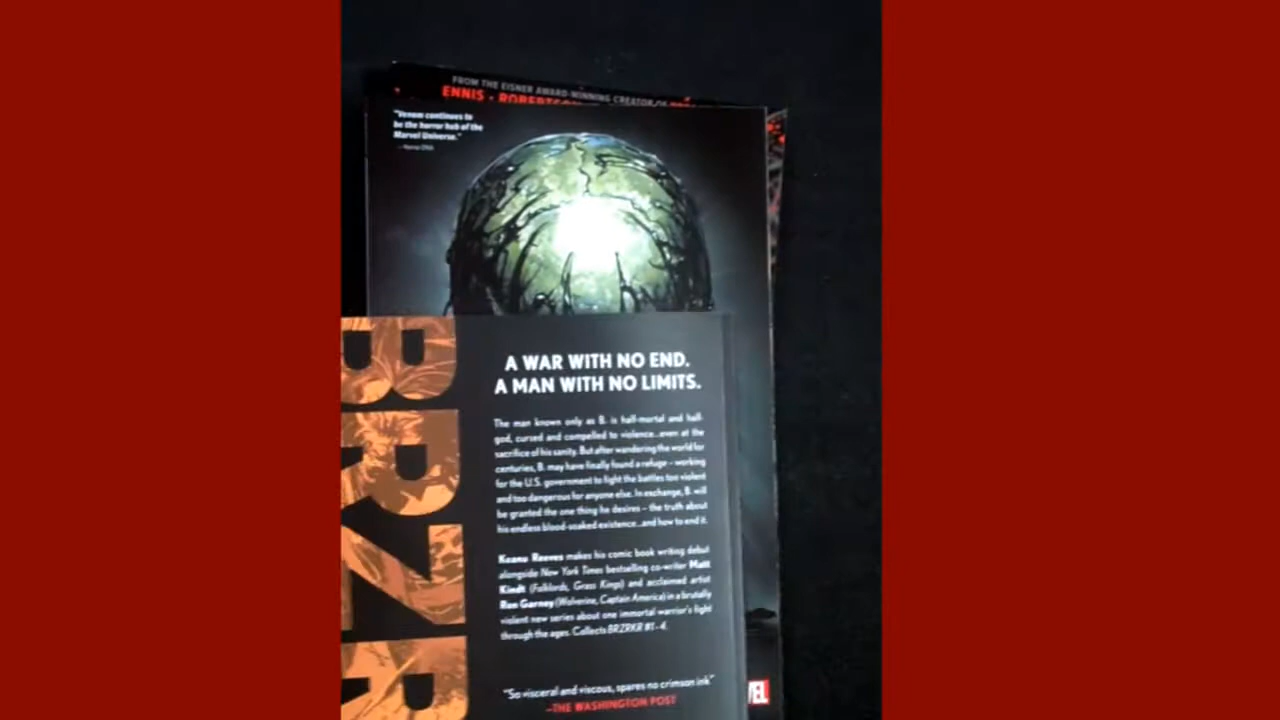 FROM THE EISNER AWARD-WINNING CREATOR OF
ENNIS · ROBERTSON
"Venom continues to
be the horror hub of the
Marvel Universe."
BRZR
A WAR WITH NO END.
A MAN WITH NO LIMITS.
The man known only as B. is half-mortal and half-
god, cursed and compelled to violence...even at the
sacrifice of his sanity. But after wandering the world for
centuries, B. may have finally found a refuge – working
for the U.S. government to fight the battles too violent
and too dangerous for anyone else. In exchange, B. will
be granted the one thing he desires – the truth about
his endless blood-soaked existence...and how to end it.
Keanu Reeves makes his comic book writing debut
alongside New York Times bestselling co-writer Matt
Kindt (Folklords, Grass Kings) and acclaimed artist
Ron Garney (Wolverine, Captain America) in a brutally
violent new series about one immortal warrior's fight
through the ages. Collects BRZRKR #1-4.
"So visceral and viscous, spares no crimson ink"
–THE WASHINGTON POST
VEL